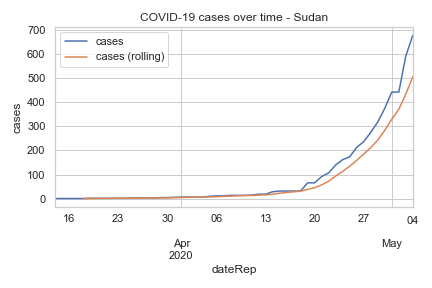 COVID-19 cases over time - Sudan
cases
cases (rolling)
700
600
500
400
300
200
100
0
cases
16 23 30 06 13 20 27 04
Apr May
2020
dateRep